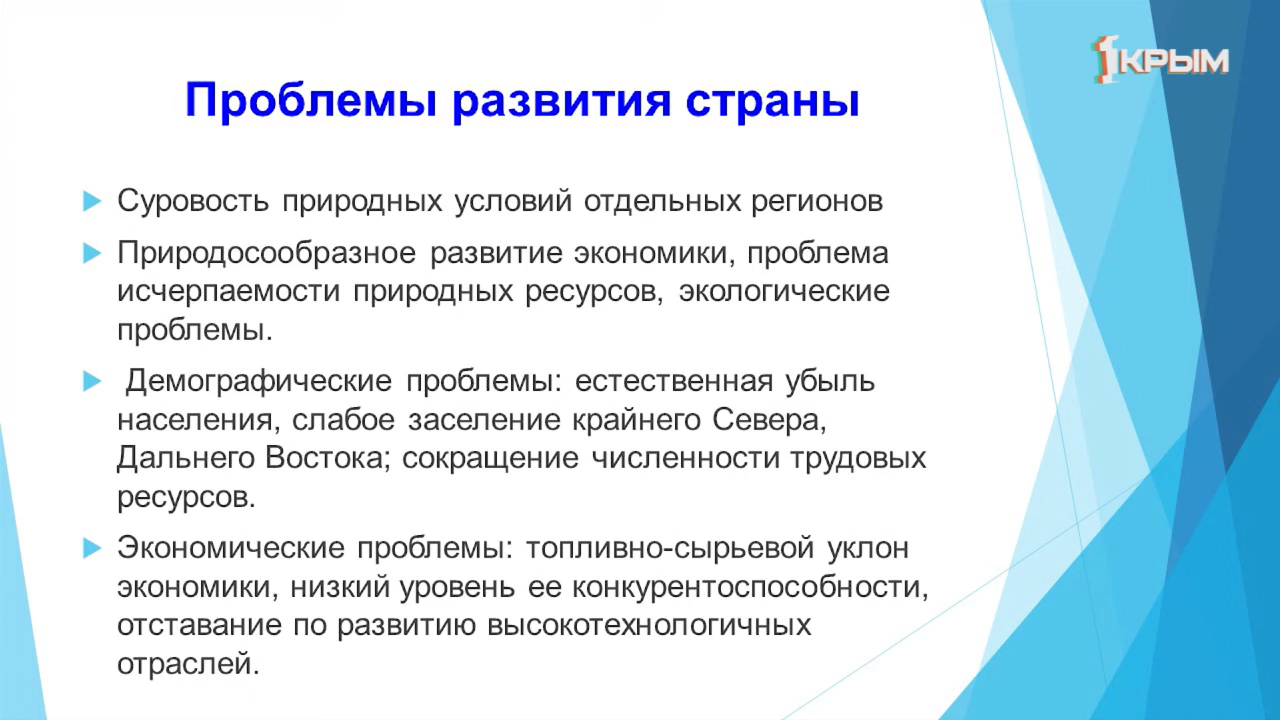 1КРЫМ
Проблемы развития страны
Суровость природных условий отдельных регионов
Природосообразное развитие экономики, проблема
исчерпаемости природных ресурсов, экологические
проблемы.
Демографические проблемы: естественная убыль
населения, слабое заселение крайнего Севера,
Дальнего Востока; сокращение численности трудовых
ресурсов.
Экономические проблемы: топливно-сырьевой уклон
экономики, низкий уровень ее конкурентоспособности,
отставание по развитию высокотехнологичных
отраслей.